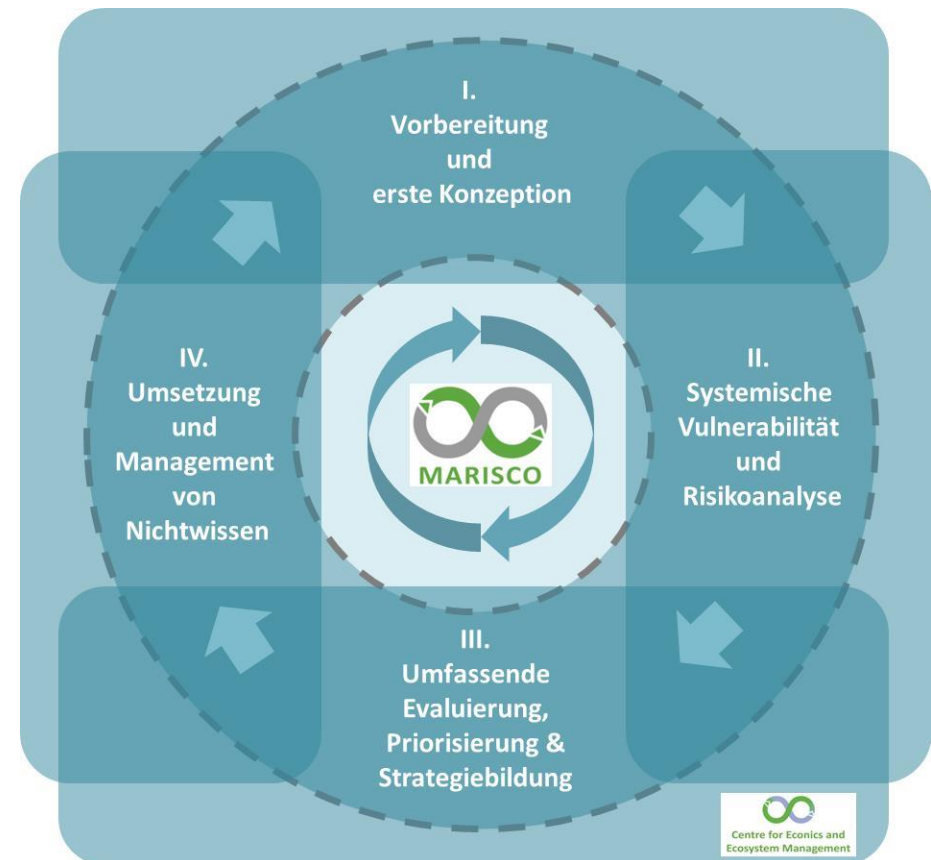 I.
Vorbereitung
und
erste Konzeption
II.
Systemische
Vulnerabilität
und
Risikoanalyse
III.
Umfassende
Evaluierung,
Priorisierung &
Strategiebildung
IV.
Umsetzung
und
Management
von
Nichtwissen
MARISCO
Centre for Econics and
Ecosystem Management